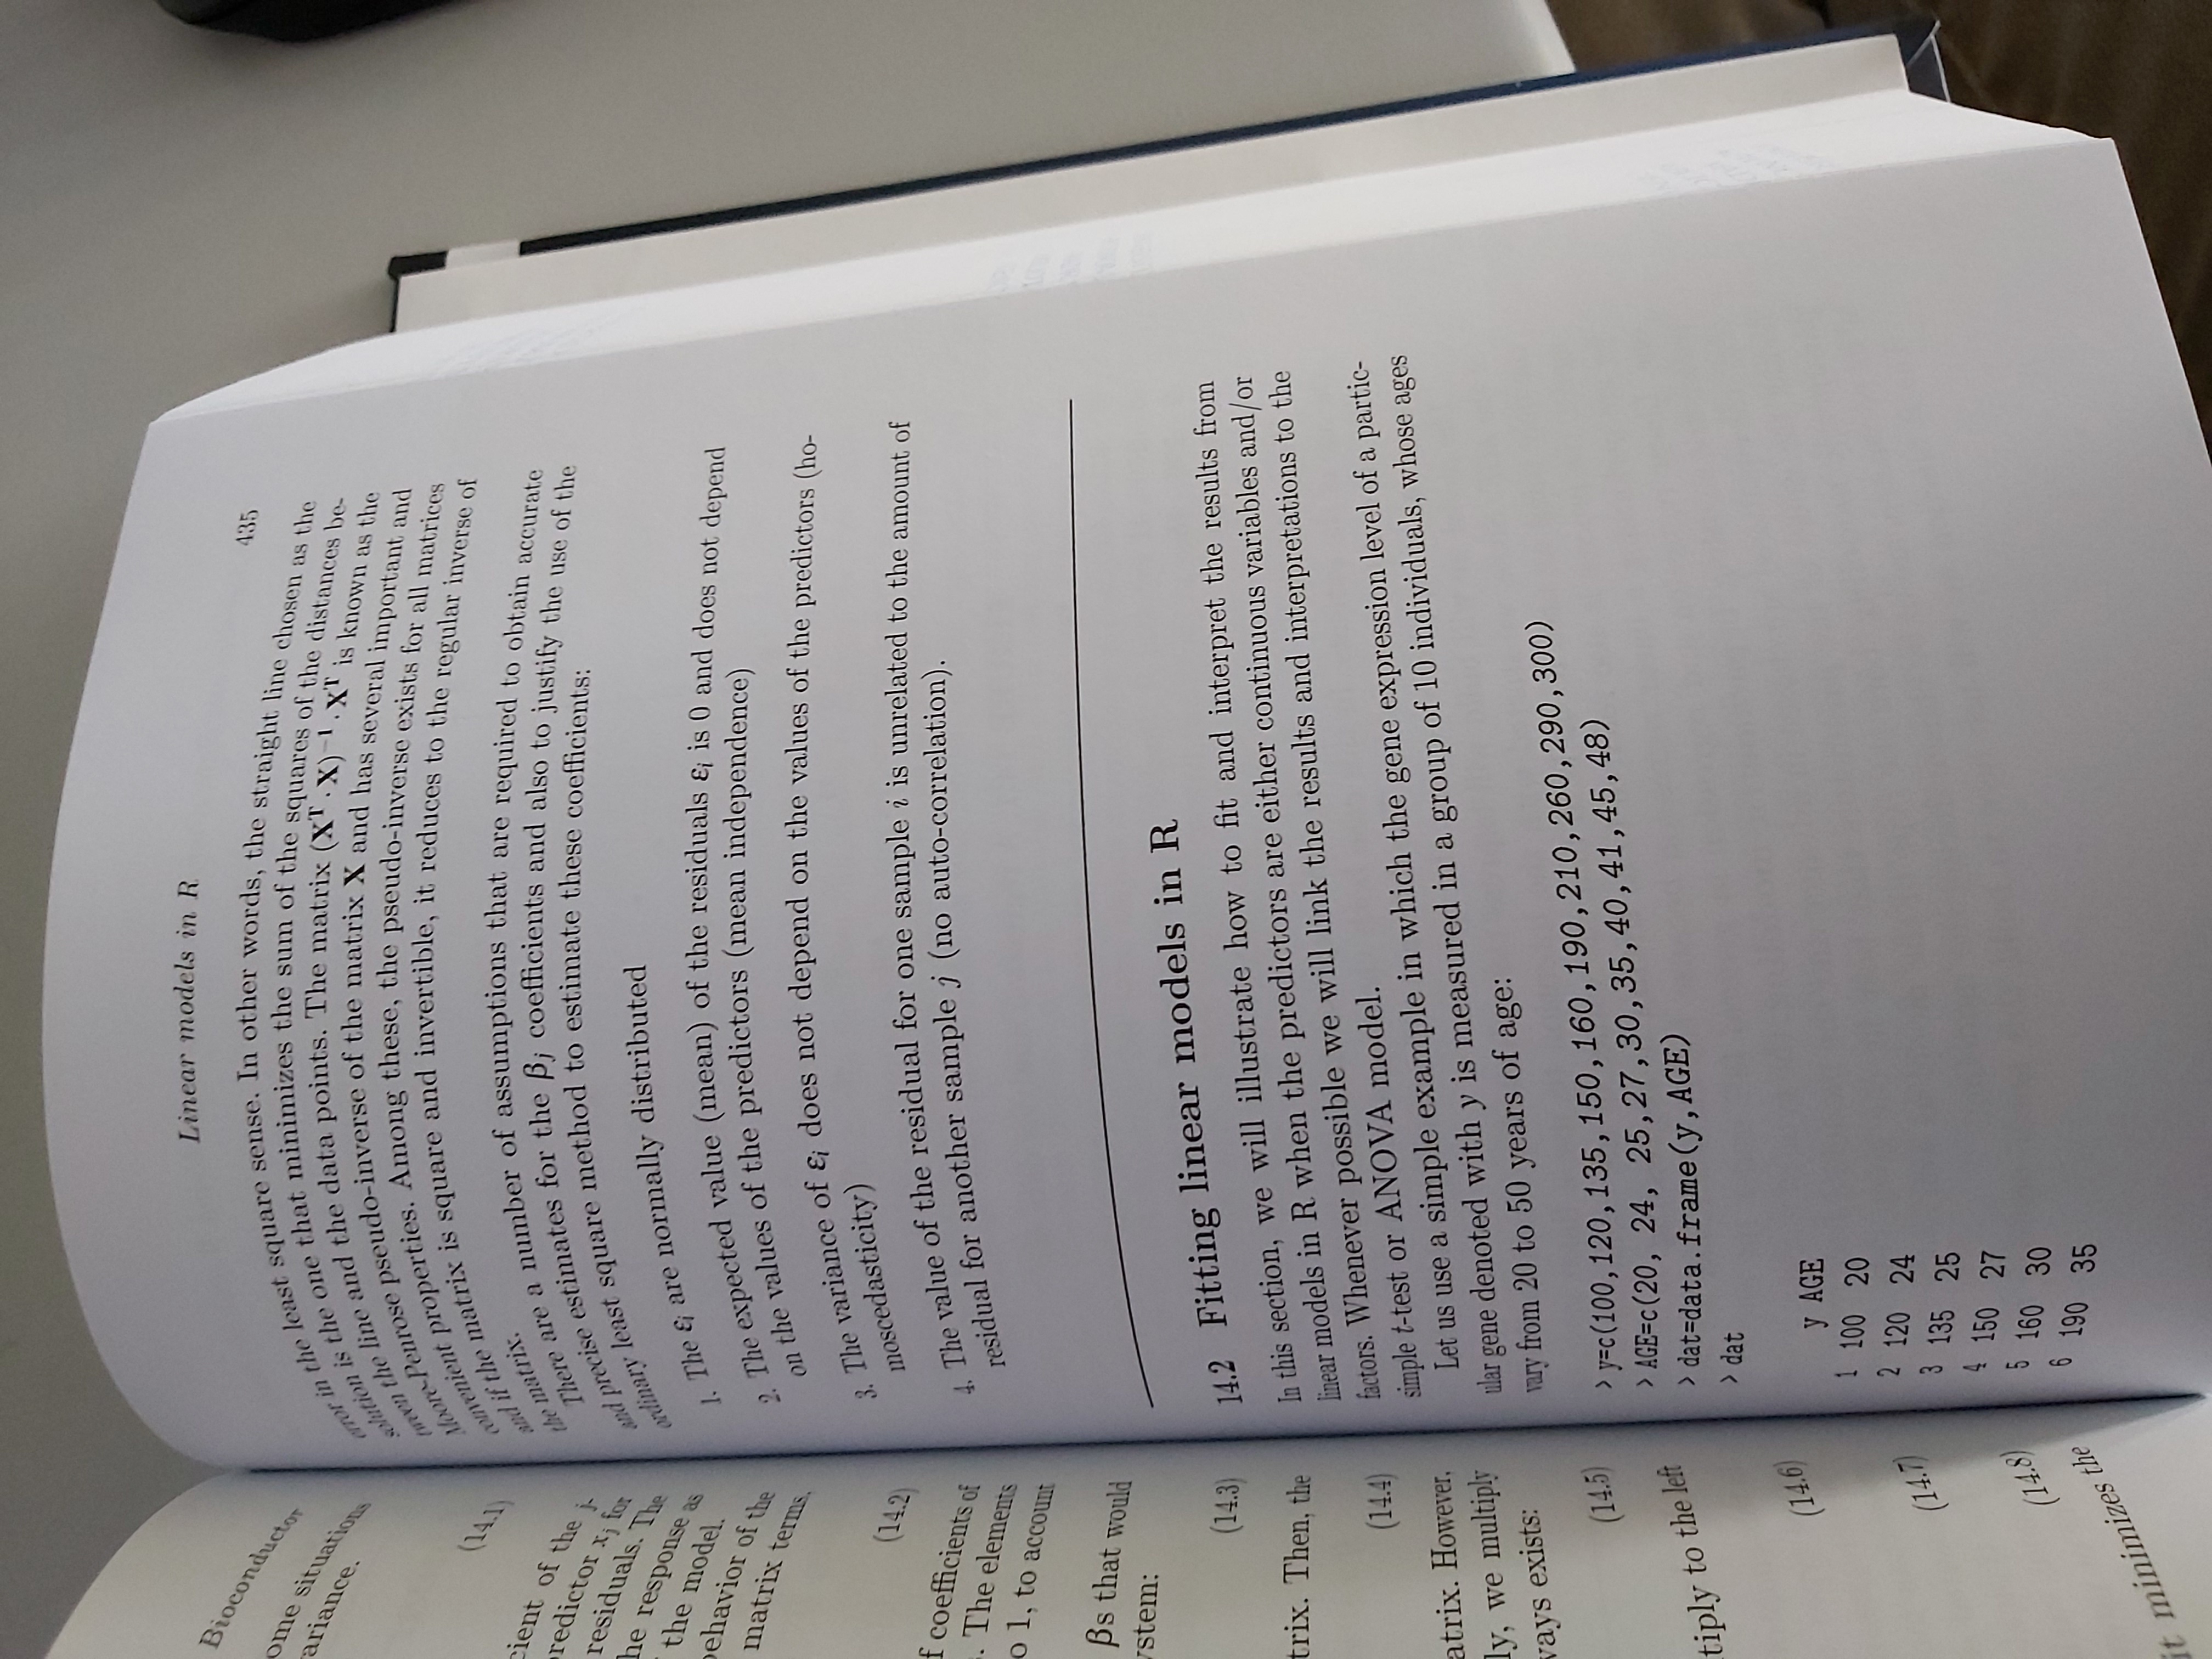 Bioconductor
ome situations
ariance.
(14.1)
cient of the j-
redictor xj for
residuals. The
he response as
the model.
ehavior of the
matrix terms,
(14.2)
f coefficients of
. The elements
o 1, to account
βs that would
ystem:
(14.3)
trix. Then, the
(14.4)
atrix. However,
ly, we multiply
ways exists:
(14.5)
tiply to the left
(14.6)
(14.7)
(14.8)
it minimizes the
Linear models in R
435
error in the least square sense. In other words, the straight line chosen as the
solution is the one that minimizes the sum of the squares of the distances be-
tween the line and the data points. The matrix (X^T · X)^−1 · X^T is known as the
Moore-Penrose pseudo-inverse of the matrix X and has several important and
convenient properties. Among these, the pseudo-inverse exists for all matrices
and if the matrix is square and invertible, it reduces to the regular inverse of
the matrix.
There are a number of assumptions that are required to obtain accurate
and precise estimates for the βj coefficients and also to justify the use of the
ordinary least square method to estimate these coefficients:
1. The εi are normally distributed
2. The expected value (mean) of the residuals εi is 0 and does not depend
on the values of the predictors (mean independence)
3. The variance of εi does not depend on the values of the predictors (ho-
moscedasticity)
4. The value of the residual for one sample i is unrelated to the amount of
residual for another sample j (no auto-correlation).
14.2 Fitting linear models in R
In this section, we will illustrate how to fit and interpret the results from
linear models in R when the predictors are either continuous variables and/or
factors. Whenever possible we will link the results and interpretations to the
simple t-test or ANOVA model.
Let us use a simple example in which the gene expression level of a partic-
ular gene denoted with y is measured in a group of 10 individuals, whose ages
vary from 20 to 50 years of age:
> y=c(100,120,135,150,160,190,210,260,290,300)
> AGE=c(20, 24, 25,27,30,35,40,41,45,48)
> dat=data.frame(y,AGE)
> dat
y AGE
1 100 20
2 120 24
3 135 25
4 150 27
5 160 30
6 190 35